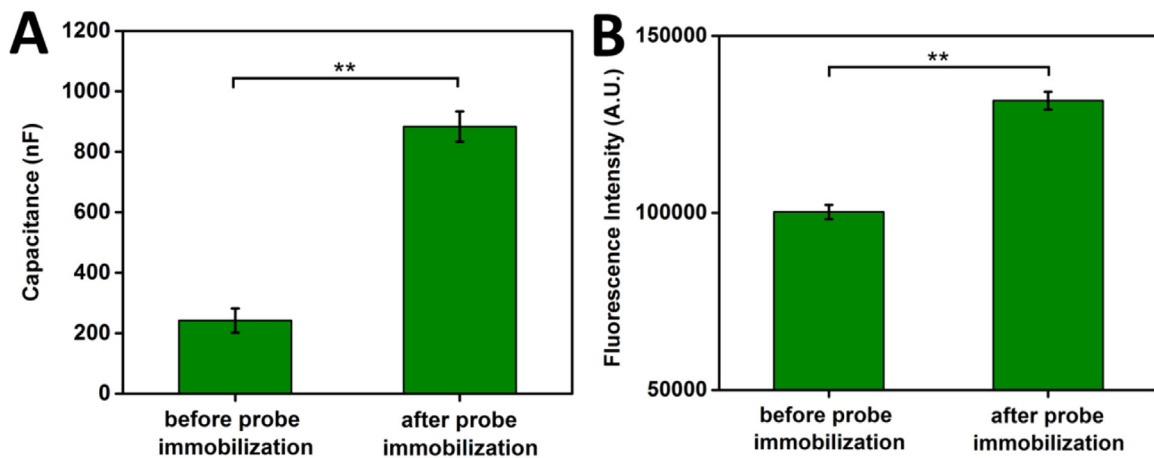 A
Capacitance (nF)
1200
1000
800
600
400
200
0
**
before probe
immobilization
after probe
immobilization
B
Fluorescence Intensity (A.U.)
150000
100000
50000
**
before probe
immobilization
after probe
immobilization